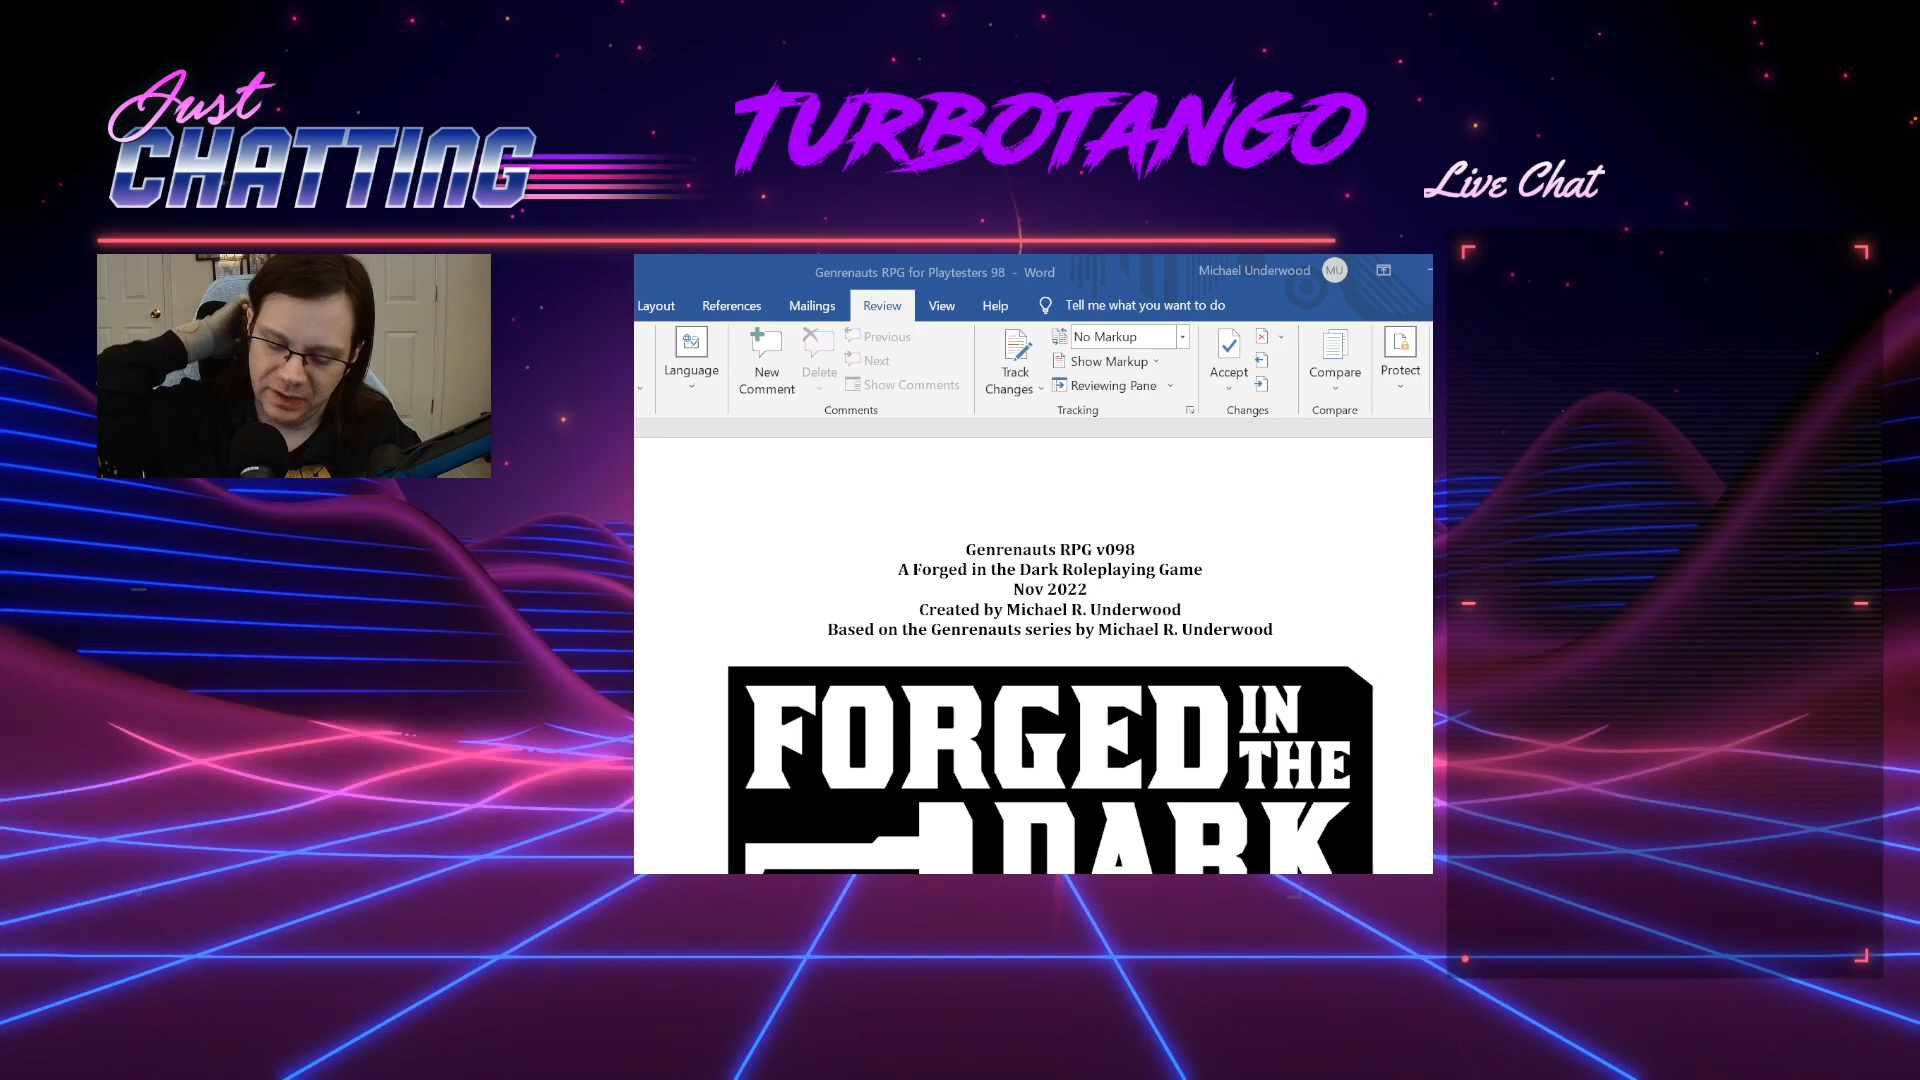 Just
CHATTING
TURBOTANGO
Live Chat
Genrenauts RPG for Playtesters 98 - Word
Michael Underwood
MU
Layout
References
Mailings
Review
View
Help
Tell me what you want to do
Language
New
Comment
Delete
Previous
Next
Show Comments
Comments
Track
Changes
No Markup
Show Markup
Reviewing Pane
Tracking
Accept
Changes
Compare
Compare
Protect
Genrenauts RPG v098
A Forged in the Dark Roleplaying Game
Nov 2022
Created by Michael R. Underwood
Based on the Genrenauts series by Michael R. Underwood
FORGED IN
THE
DARK